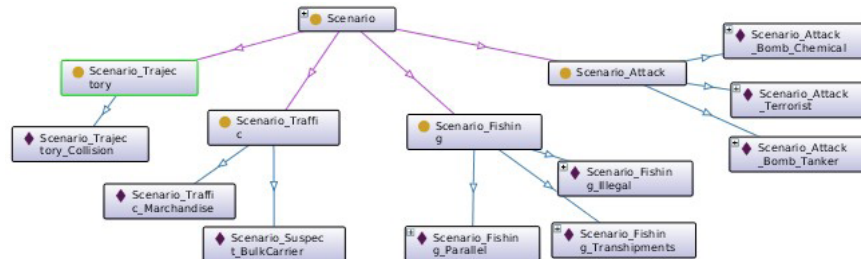 Scenario
Scenario_Trajec
tory
Scenario_Attack
Scenario_Attack
_Bomb_Chemical
Scenario_Attack
_Terrorist
Scenario_Traffi
c
Scenario_Fishin
g
Scenario_Trajec
tory_Collision
Scenario_Attack
_Bomb_Tanker
Scenario_Traffi
c_Marchandise
Scenario_Fishin
g_Illegal
Scenario_Suspec
t_BulkCarrier
Scenario_Fishin
g_Parallel
Scenario_Fishin
g_Transhipments